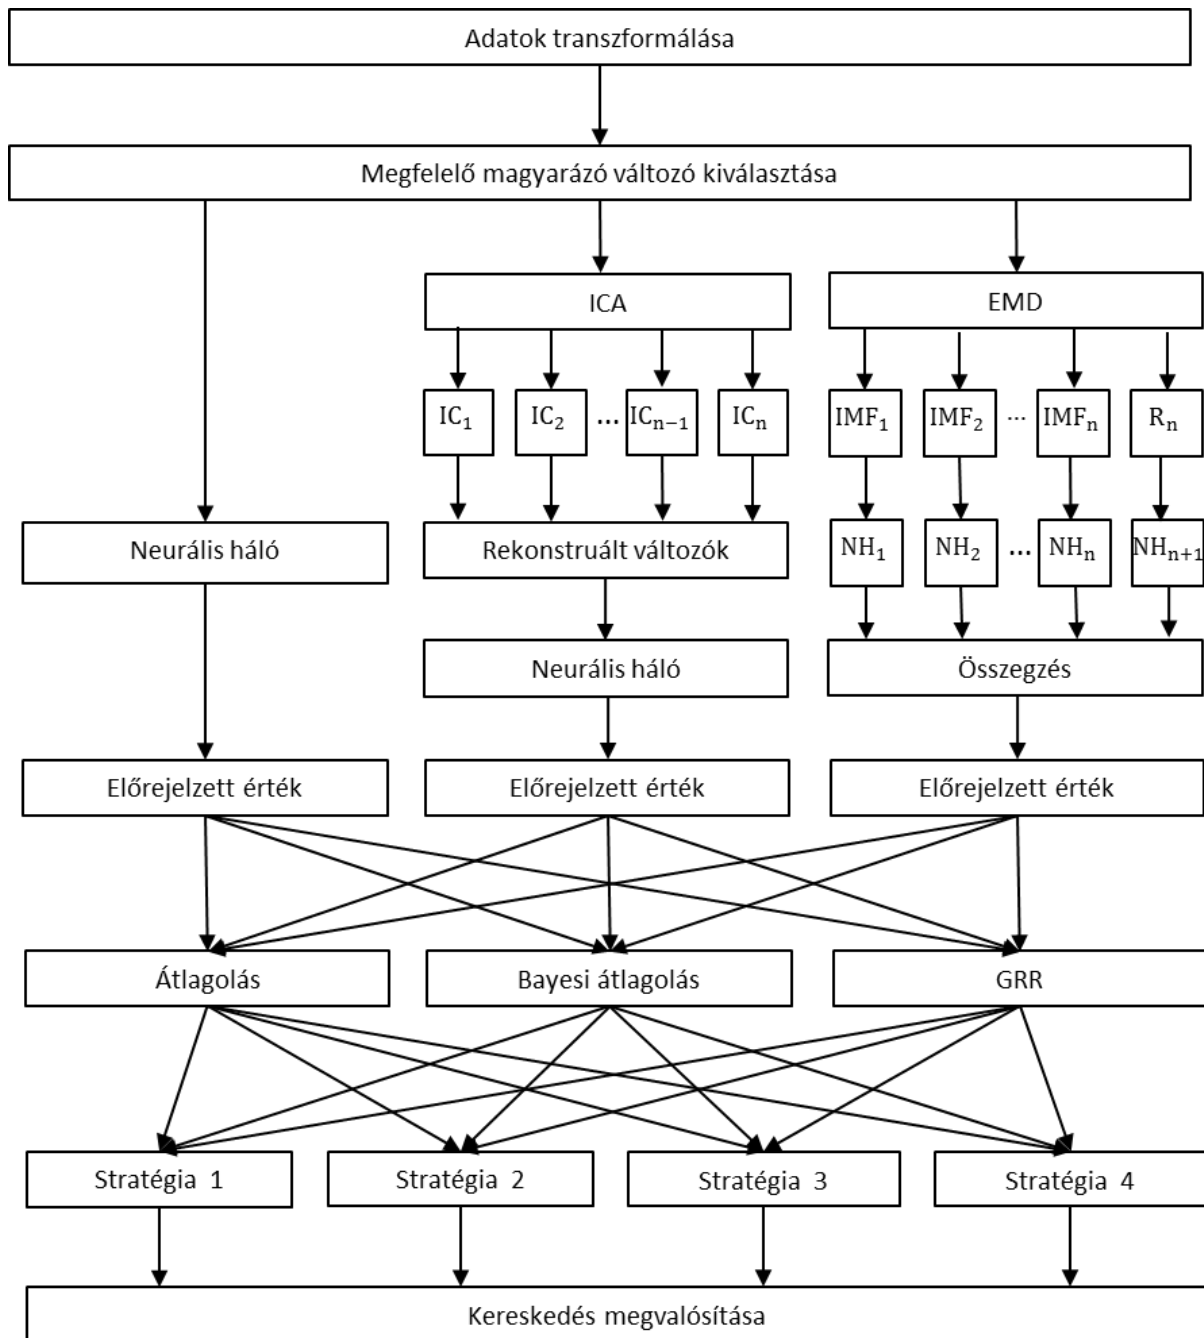 Adatok transzformálása
Megfelelő magyarázó változó kiválasztása
ICA
EMD
IC₁ IC₂ ... ICₙ₋₁ ICₙ
IMF₁ IMF₂ ... IMFₙ Rₙ
Neurális háló
Rekonstruált változók
NH₁ NH₂ ... NHₙ NHₙ₊₁
Neurális háló
Összegzés
Előrejelzett érték
Előrejelzett érték
Előrejelzett érték
Átlagolás
Bayesi átlagolás
GRR
Stratégia 1
Stratégia 2
Stratégia 3
Stratégia 4
Kereskedés megvalósítása